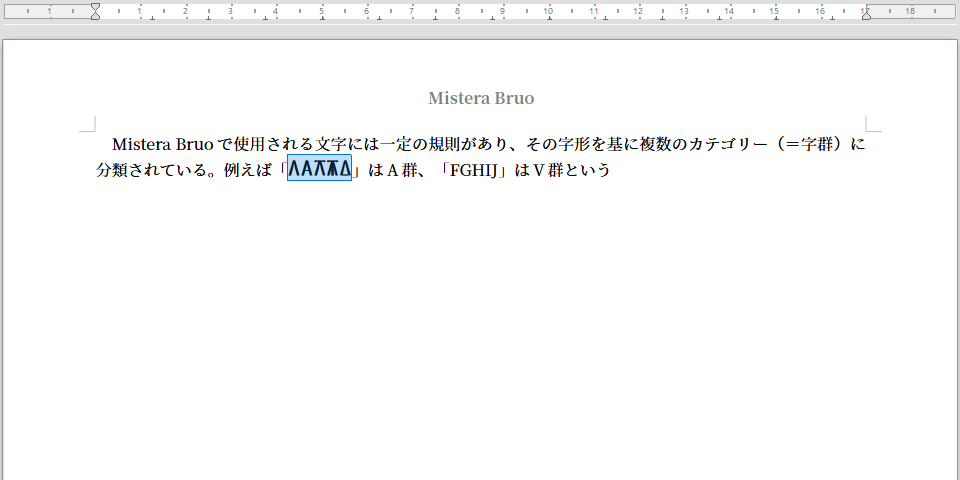 1 1 2 3 4 5 6 7 8 9 10 11 12 13 14 15 16 17 18
Mistera Bruo
Mistera Bruo で使用される文字には一定の規則があり、その字形を基に複数のカテゴリー（＝字群）に
分類されている。例えば「」は A 群、「FGHIJ」は V 群という